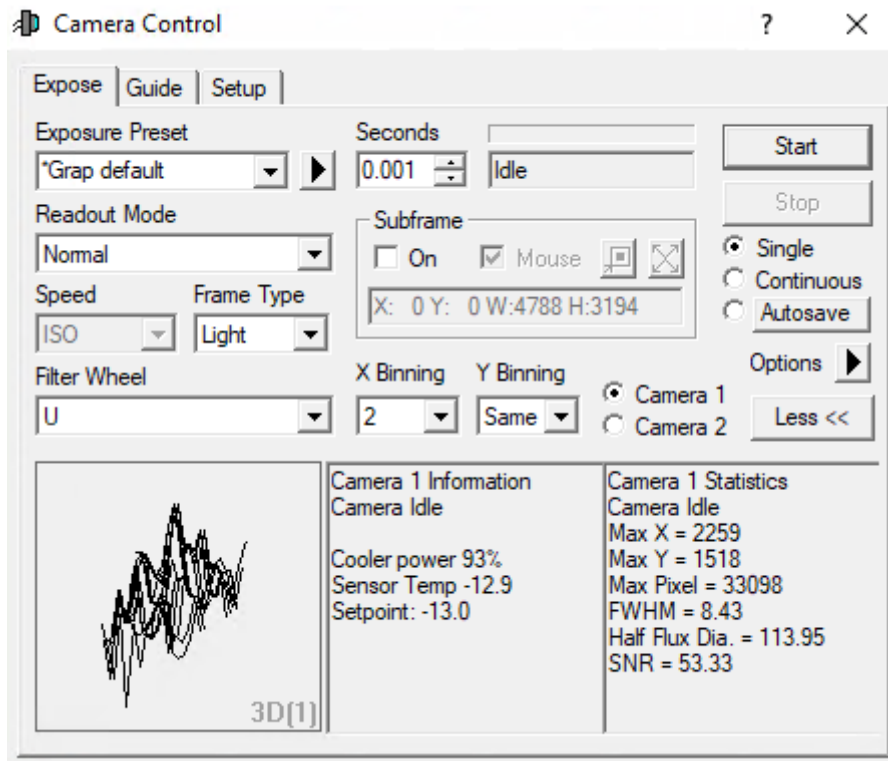 Camera Control ?
Expose Guide Setup
Exposure Preset
*Grap default
Seconds
0.001
Idle
Start
Stop
Readout Mode
Normal
Subframe
On
Mouse
X: 0 Y: 0 W:4788 H:3194
Single
Continuous
Autosave
Speed
ISO
Frame Type
Light
Filter Wheel
U
X Binning
2
Y Binning
Same
Camera 1
Camera 2
Options
Less <<
3D(1)
Camera 1 Information
Camera Idle
Cooler power 93%
Sensor Temp -12.9
Setpoint: -13.0
Camera 1 Statistics
Camera Idle
Max X = 2259
Max Y = 1518
Max Pixel = 33098
FWHM = 8.43
Half Flux Dia. = 113.95
SNR = 53.33